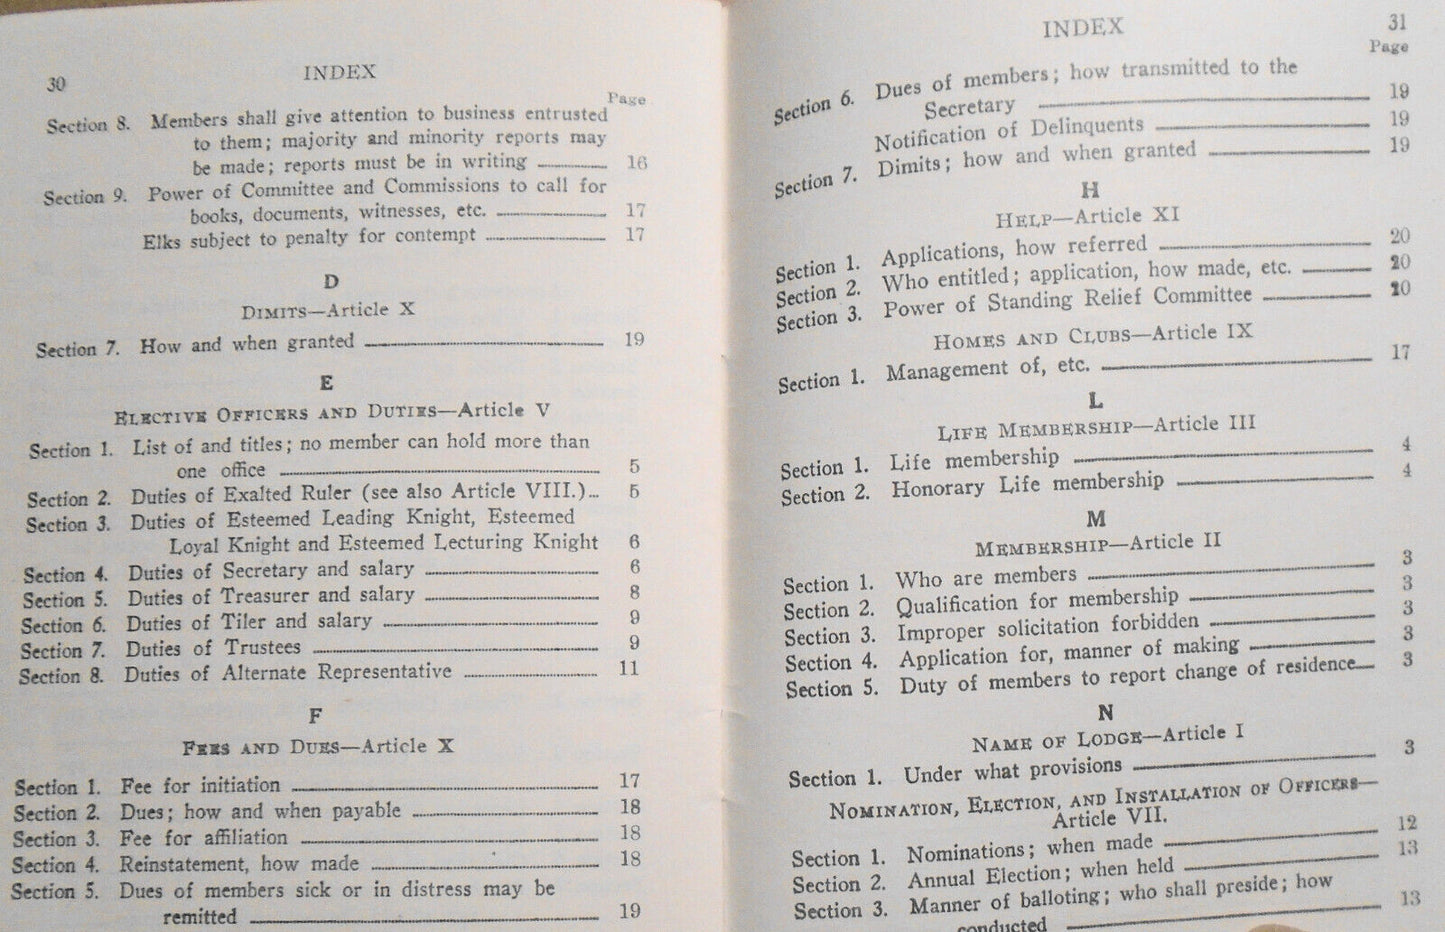 30
INDEX
Page
Section 8. Members shall give attention to business entrusted
to them; majority and minority reports may
be made; reports must be in writing 16
Section 9. Power of Committee and Commissions to call for
books, documents, witnesses, etc. 17
Elks subject to penalty for contempt 17
D
DIMITS—Article X
Section 7. How and when granted 19
E
ELECTIVE OFFICERS AND DUTIES—Article V
Section 1. List of and titles; no member can hold more than
one office 5
Section 2. Duties of Exalted Ruler (see also Article VIII.) 5
Section 3. Duties of Esteemed Leading Knight, Esteemed
Loyal Knight and Esteemed Lecturing Knight 6
Section 4. Duties of Secretary and salary 6
Section 5. Duties of Treasurer and salary 8
Section 6. Duties of Tiler and salary 9
Section 7. Duties of Trustees 9
Section 8. Duties of Alternate Representative 11
F
FEES AND DUES—Article X
Section 1. Fee for initiation 17
Section 2. Dues; how and when payable 18
Section 3. Fee for affiliation 18
Section 4. Reinstatement, how made 18
Section 5. Dues of members sick or in distress may be
remitted 19
INDEX
31
Page
Section 6. Dues of members; how transmitted to the
Secretary 19
Notification of Delinquents 19
Section 7. Dimits; how and when granted 19
H
HELP—Article XI
Section 1. Applications, how referred 20
Section 2. Who entitled; application, how made, etc. 20
Section 3. Power of Standing Relief Committee 20
HOMES AND CLUBS—Article IX
Section 1. Management of, etc. 17
L
LIFE MEMBERSHIP—Article III
Section 1. Life membership 4
Section 2. Honorary Life membership 4
M
MEMBERSHIP—Article II
Section 1. Who are members 3
Section 2. Qualification for membership 3
Section 3. Improper solicitation forbidden 3
Section 4. Application for, manner of making 3
Section 5. Duty of members to report change of residence 3
N
NAME OF LODGE—Article I
Section 1. Under what provisions 3
NOMINATION, ELECTION, AND INSTALLATION OF OFFICERS—
Article VII.
Section 1. Nominations; when made 12
Section 2. Annual Election; when held 13
Section 3. Manner of balloting; who shall preside; how
conducted 13